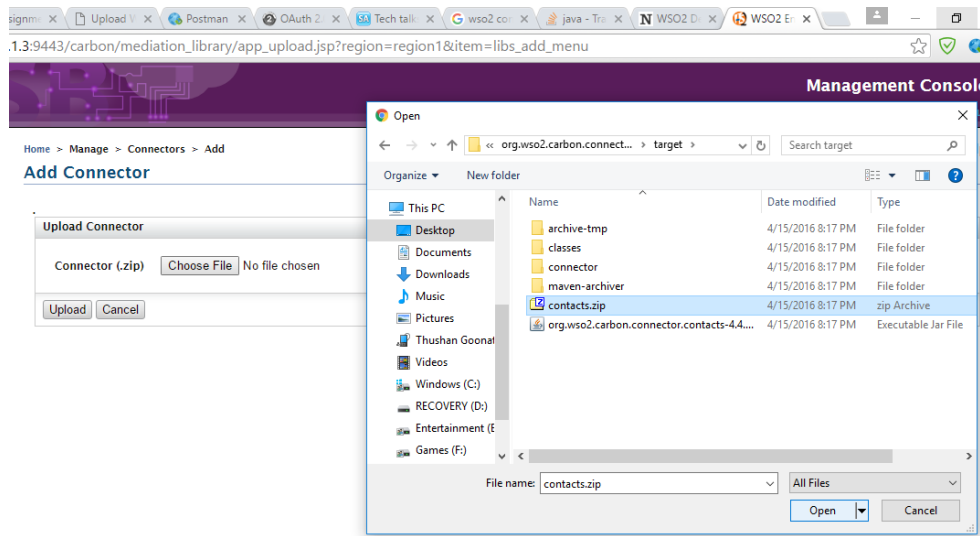 signme Upload W Postman OAuth 2. Tech talk: G wso2 con java - Tra N WSO2 D WSO2 En
.1.3:9443/carbon/mediation_library/app_upload.jsp?region=region1&item=libs_add_menu
Management Consol
Home > Manage > Connectors > Add
Add Connector
Upload Connector
Connector (.zip) Choose File No file chosen
Upload Cancel
Open
« org.wso2.carbon.connect... > target > Search target
Organize New folder
Name Date modified Type
This PC
Desktop
Documents
Downloads
Music
Pictures
Thushan Goonat
Videos
Windows (C:)
RECOVERY (D:)
Entertainment (E
Games (F:)
archive-tmp 4/15/2016 8:17 PM File folder
classes 4/15/2016 8:17 PM File folder
connector 4/15/2016 8:17 PM File folder
maven-archiver 4/15/2016 8:17 PM File folder
contacts.zip 4/15/2016 8:17 PM zip Archive
org.wso2.carbon.connector.contacts-4.4.... 4/15/2016 8:17 PM Executable Jar File
File name: contacts.zip All Files
Open Cancel